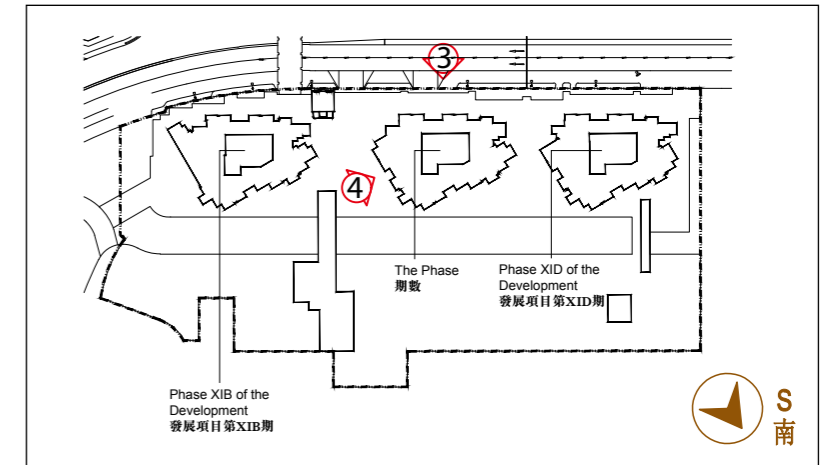 3
4
The Phase
期數
Phase XID of the
Development
發展項目第XID期
Phase XIB of the
Development
發展項目第XIB期
S
南